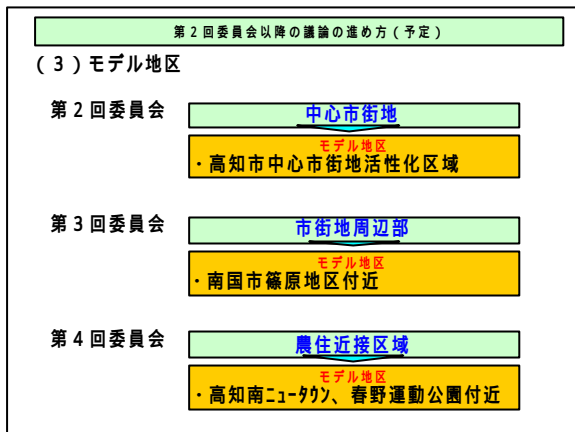 第2回委員会以降の議論の進め方(予定)
(3)モデル地区
第2回委員会
中心市街地
モデル地区
・高知市中心市街地活性化区域
第3回委員会
市街地周辺部
モデル地区
・南国市篠原地区付近
第4回委員会
農住近接区域
モデル地区
・高知南ﾆｭｰﾀｳﾝ、春野運動公園付近